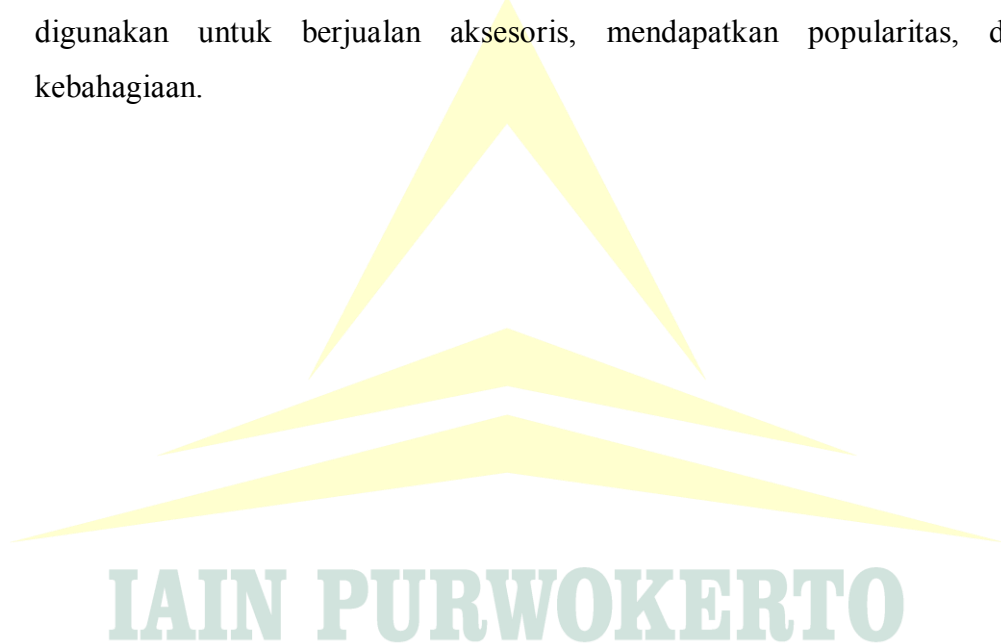 digunakan untuk berjualan aksesoris, mendapatkan popularitas, d
kebahagiaan.
IAIN PURWOKERTO